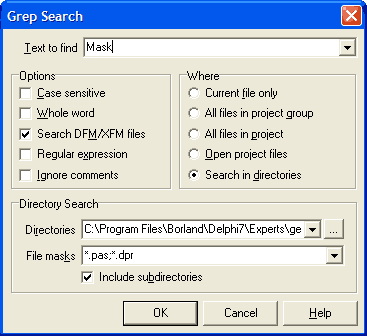 Grep Search
Text to find Mask
Options Where
Case sensitive Current file only
Whole word All files in project group
Search DFM/XFM files All files in project
Regular expression Open project files
Ignore comments Search in directories
Directory Search
Directories C:\Program Files\Borland\Delphi7\Experts\ge ...
File masks *.pas;*.dpr
Include subdirectories
OK Cancel Help